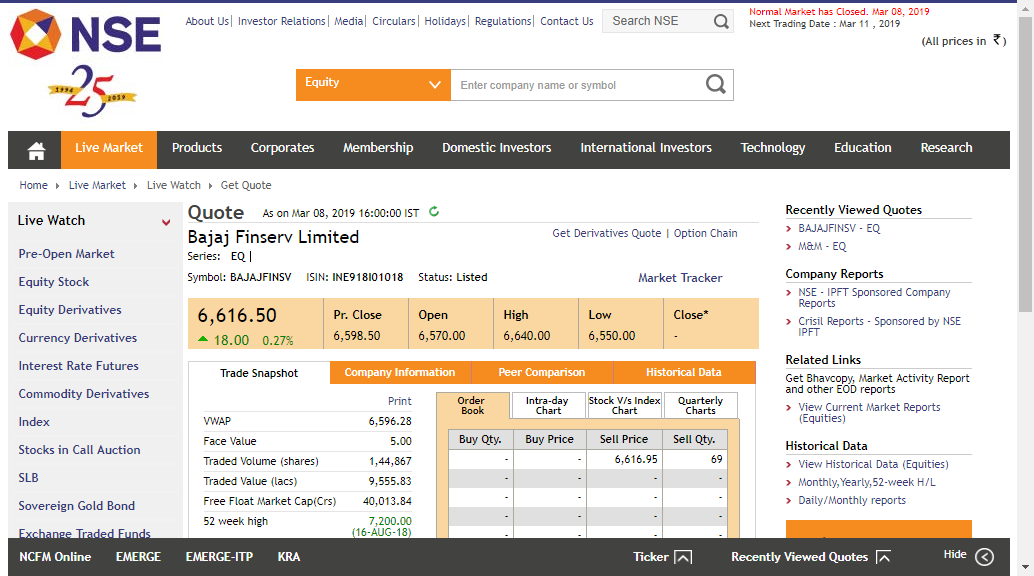 NSE
1994 25 2019
About Us| Investor Relations| Media| Circulars| Holidays| Regulations| Contact Us
Search NSE
Normal Market has Closed. Mar 08, 2019
Next Trading Date : Mar 11 , 2019
(All prices in ₹)
Equity
Enter company name or symbol
Live Market Products Corporates Membership Domestic Investors International Investors Technology Education Research
Home Live Market Live Watch Get Quote
Live Watch
Pre-Open Market
Equity Stock
Equity Derivatives
Currency Derivatives
Interest Rate Futures
Commodity Derivatives
Index
Stocks in Call Auction
SLB
Sovereign Gold Bond
Exchange Traded Funds
Quote As on Mar 08, 2019 16:00:00 IST
Bajaj Finserv Limited
Get Derivatives Quote | Option Chain
Series: EQ |
Symbol: BAJAJFINSV ISIN: INE918I01018 Status: Listed
Market Tracker
6,616.50 Pr. Close Open High Low Close*
18.00 0.27% 6,598.50 6,570.00 6,640.00 6,550.00 -
Trade Snapshot Company Information Peer Comparison Historical Data
Print
VWAP 6,596.28
Face Value 5.00
Traded Volume (shares) 1,44,867
Traded Value (lacs) 9,555.83
Free Float Market Cap(Crs) 40,013.84
52 week high 7,200.00
(16-AUG-18)
Order Book
Intra-day Chart
Stock V/s Index Chart
Quarterly Charts
Buy Qty. Buy Price Sell Price Sell Qty.
- - 6,616.95 69
- - - -
- - - -
- - - -
- - - -
Recently Viewed Quotes
BAJAJFINSV - EQ
M&M - EQ
Company Reports
NSE - IPFT Sponsored Company
Reports
Crisil Reports - Sponsored by NSE
IPFT
Related Links
Get Bhavcopy, Market Activity Report
and other EOD reports
View Current Market Reports
(Equities)
Historical Data
View Historical Data (Equities)
Monthly,Yearly,52-week H/L
Daily/Monthly reports
NCFM Online EMERGE EMERGE-ITP KRA Ticker Recently Viewed Quotes Hide